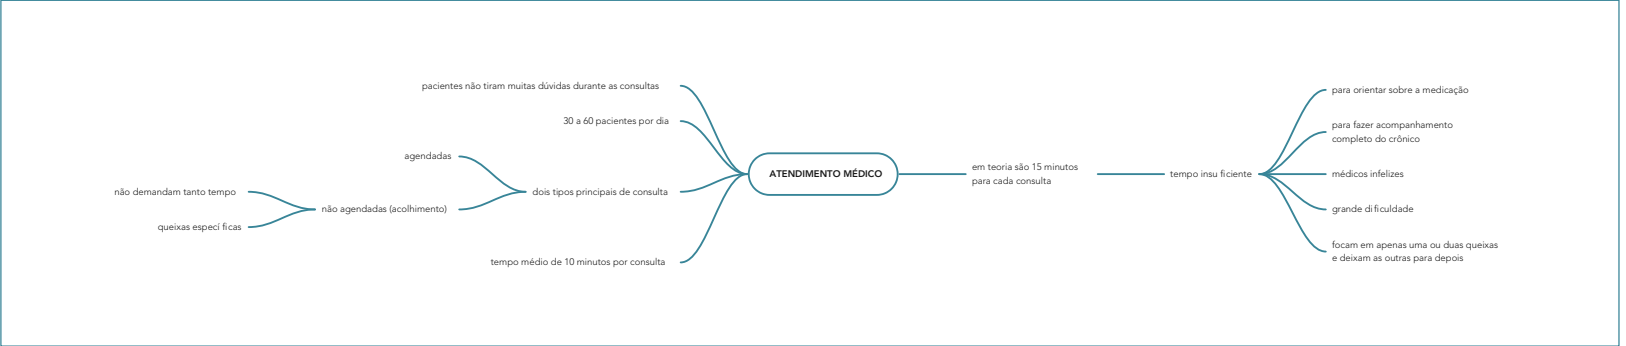 pacientes não tiram muitas dúvidas durante as consultas
30 a 60 pacientes por dia
agendadas
não demandam tanto tempo
dois tipos principais de consulta
não agendadas (acolhimento)
queixas especí ficas
tempo médio de 10 minutos por consulta
ATENDIMENTO MÉDICO
em teoria são 15 minutos
para cada consulta
tempo insu ficiente
para orientar sobre a medicação
para fazer acompanhamento
completo do crônico
médicos infelizes
grande di ficuldade
focam em apenas uma ou duas queixas
e deixam as outras para depois